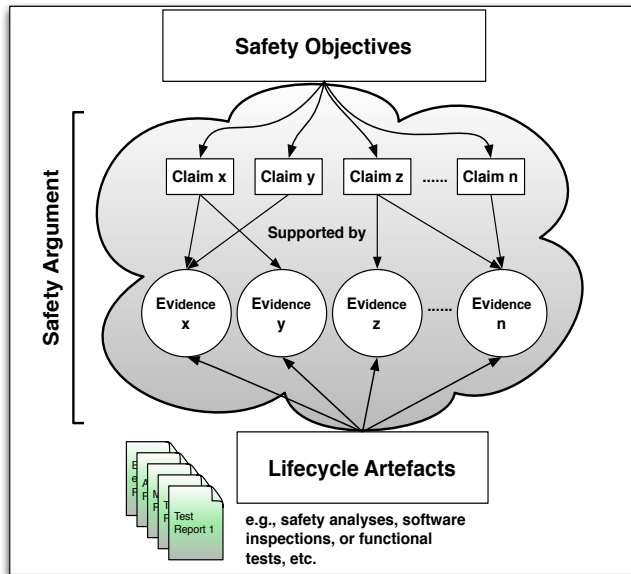 Safety Objectives
Safety Argument
Claim x
Claim y
Claim z
......
Claim n
Supported by
Evidence
x
Evidence
y
Evidence
z
......
Evidence
n
Lifecycle Artefacts
Test
Report 1
e.g., safety analyses, software
inspections, or functional
tests, etc.